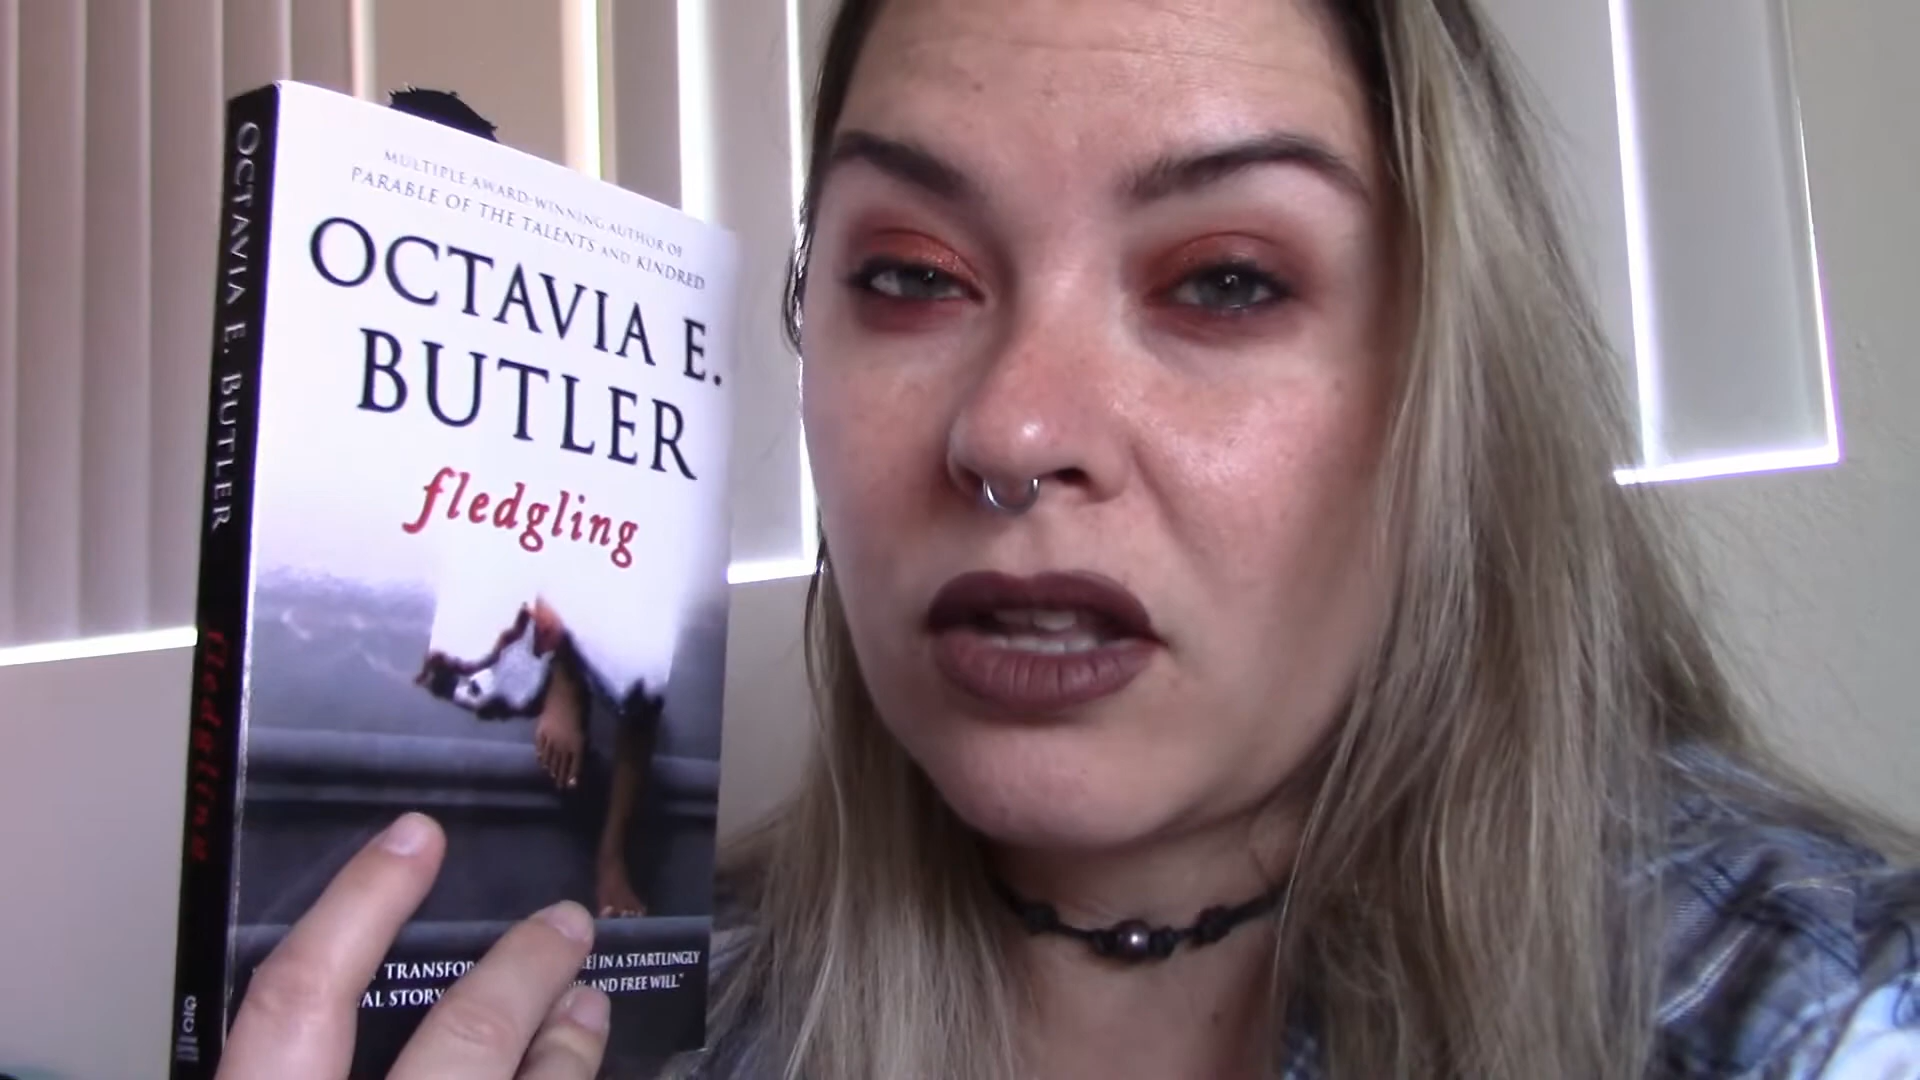 OCTAVIA E. BUTLER
fledgling
MULTIPLE AWARD-WINNING AUTHOR OF
PARABLE OF THE TALENTS AND KINDRED
OCTAVIA E.
BUTLER
fledgling
IN A STARTLINGLY
AL STORY AND FREE WILL."